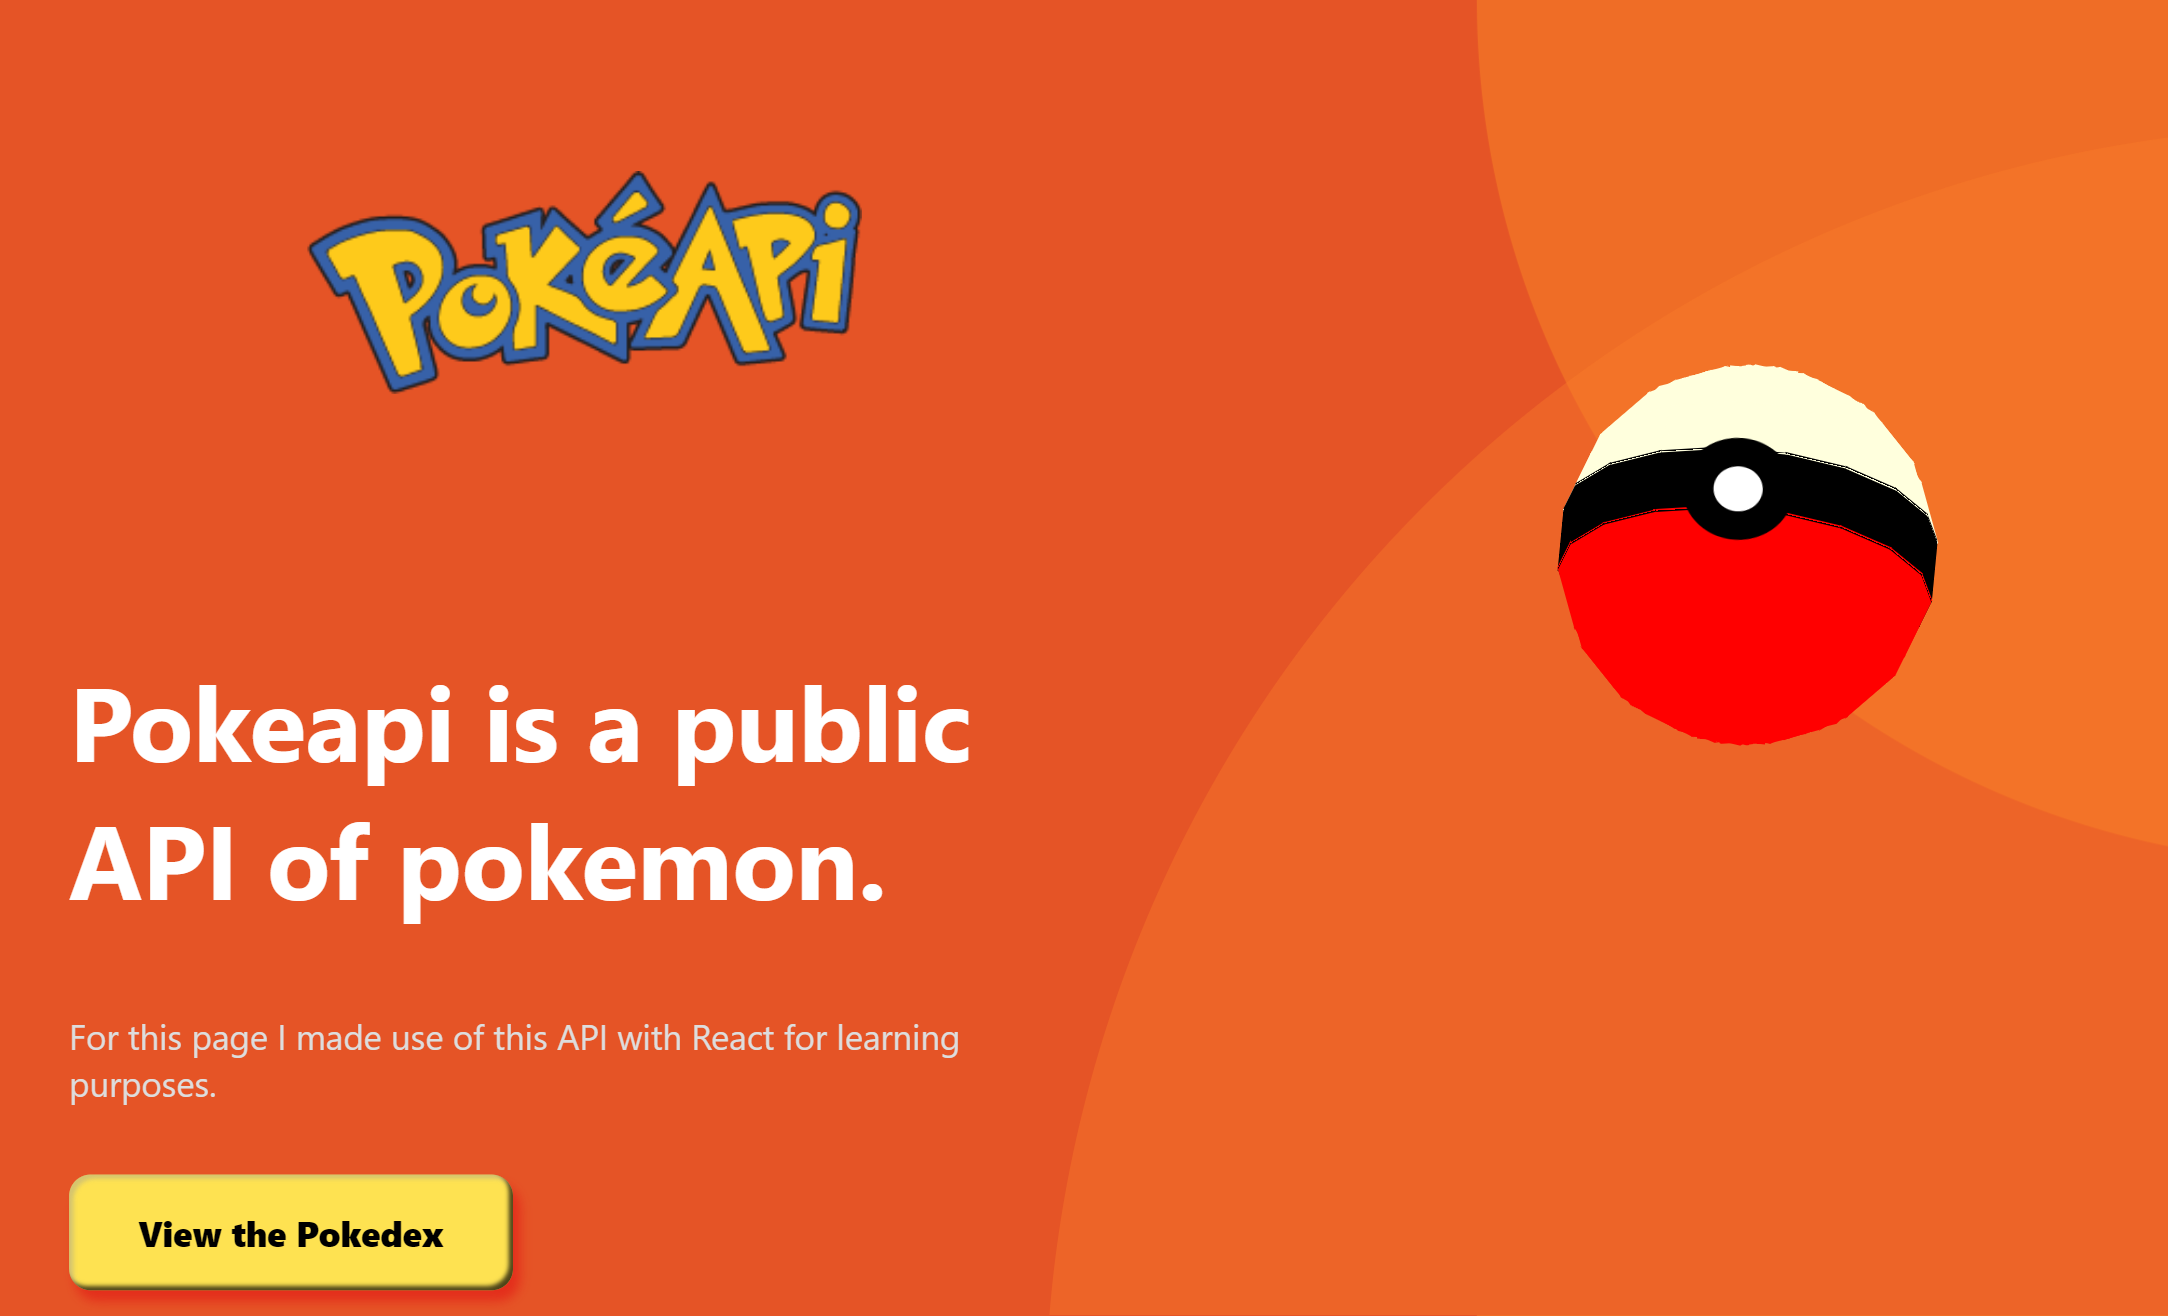 PokéApi
Pokeapi is a public
API of pokemon.
For this page I made use of this API with React for learning
purposes.
View the Pokedex